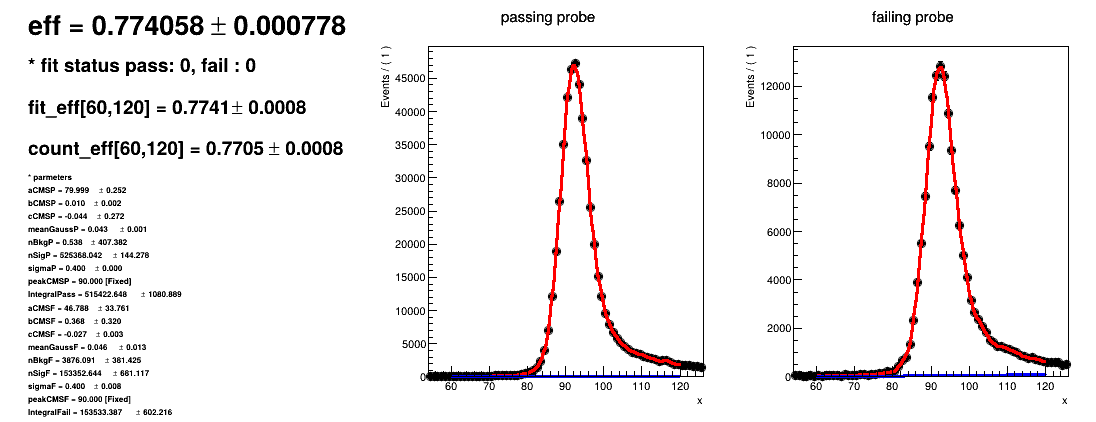 eff = 0.774058 ± 0.000778
* fit status pass: 0, fail : 0
fit_eff[60,120] = 0.7741± 0.0008
count_eff[60,120] = 0.7705 ± 0.0008
* parmeters
aCMSP = 79.999 ± 0.252
bCMSP = 0.010 ± 0.002
cCMSP = -0.044 ± 0.272
meanGaussP = 0.043 ± 0.001
nBkgP = 0.538 ± 407.382
nSigP = 525368.042 ± 144.278
sigmaP = 0.400 ± 0.000
peakCMSP = 90.000 [Fixed]
IntegralPass = 515422.648 ± 1080.889
aCMSF = 46.788 ± 33.761
bCMSF = 0.368 ± 0.320
cCMSF = -0.027 ± 0.003
meanGaussF = 0.046 ± 0.013
nBkgF = 3876.091 ± 381.425
nSigF = 153352.644 ± 681.117
sigmaF = 0.400 ± 0.008
peakCMSF = 90.000 [Fixed]
IntegralFail = 153533.387 ± 602.216
passing probe
Events / ( 1 )
45000
40000
35000
30000
25000
20000
15000
10000
5000
0
60 70 80 90 100 110 120
x
failing probe
Events / ( 1 )
12000
10000
8000
6000
4000
2000
0
60 70 80 90 100 110 120
x